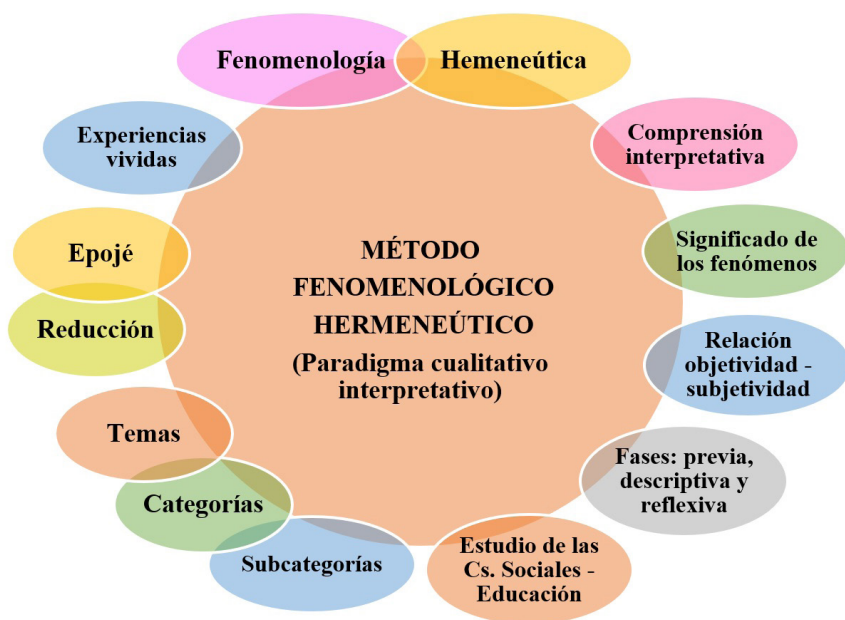 Fenomenología
Hemeneútica
Experiencias
vividas
Comprensión
interpretativa
Epojé
Significado de
los fenómenos
MÉTODO
FENOMENOLÓGICO
HERMENEÚTICO
(Paradigma cualitativo
interpretativo)
Reducción
Relación
objetividad -
subjetividad
Temas
Fases: previa,
descriptiva y
reflexiva
Categorías
Subcategorías
Estudio de las
Cs. Sociales -
Educación